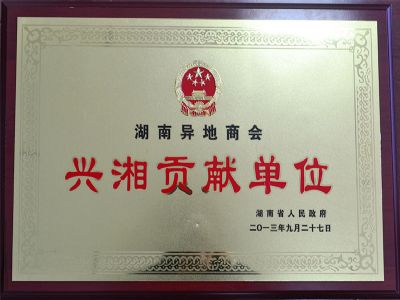 湖南异地商会
兴湘贡献单位
湖南省人民政府
二〇一三年九月二十七日